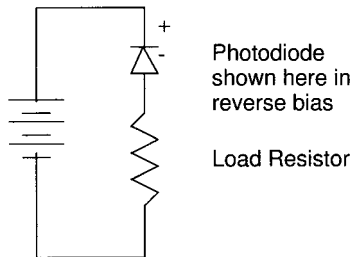 +
-
Photodiode
shown here in
reverse bias
Load Resistor